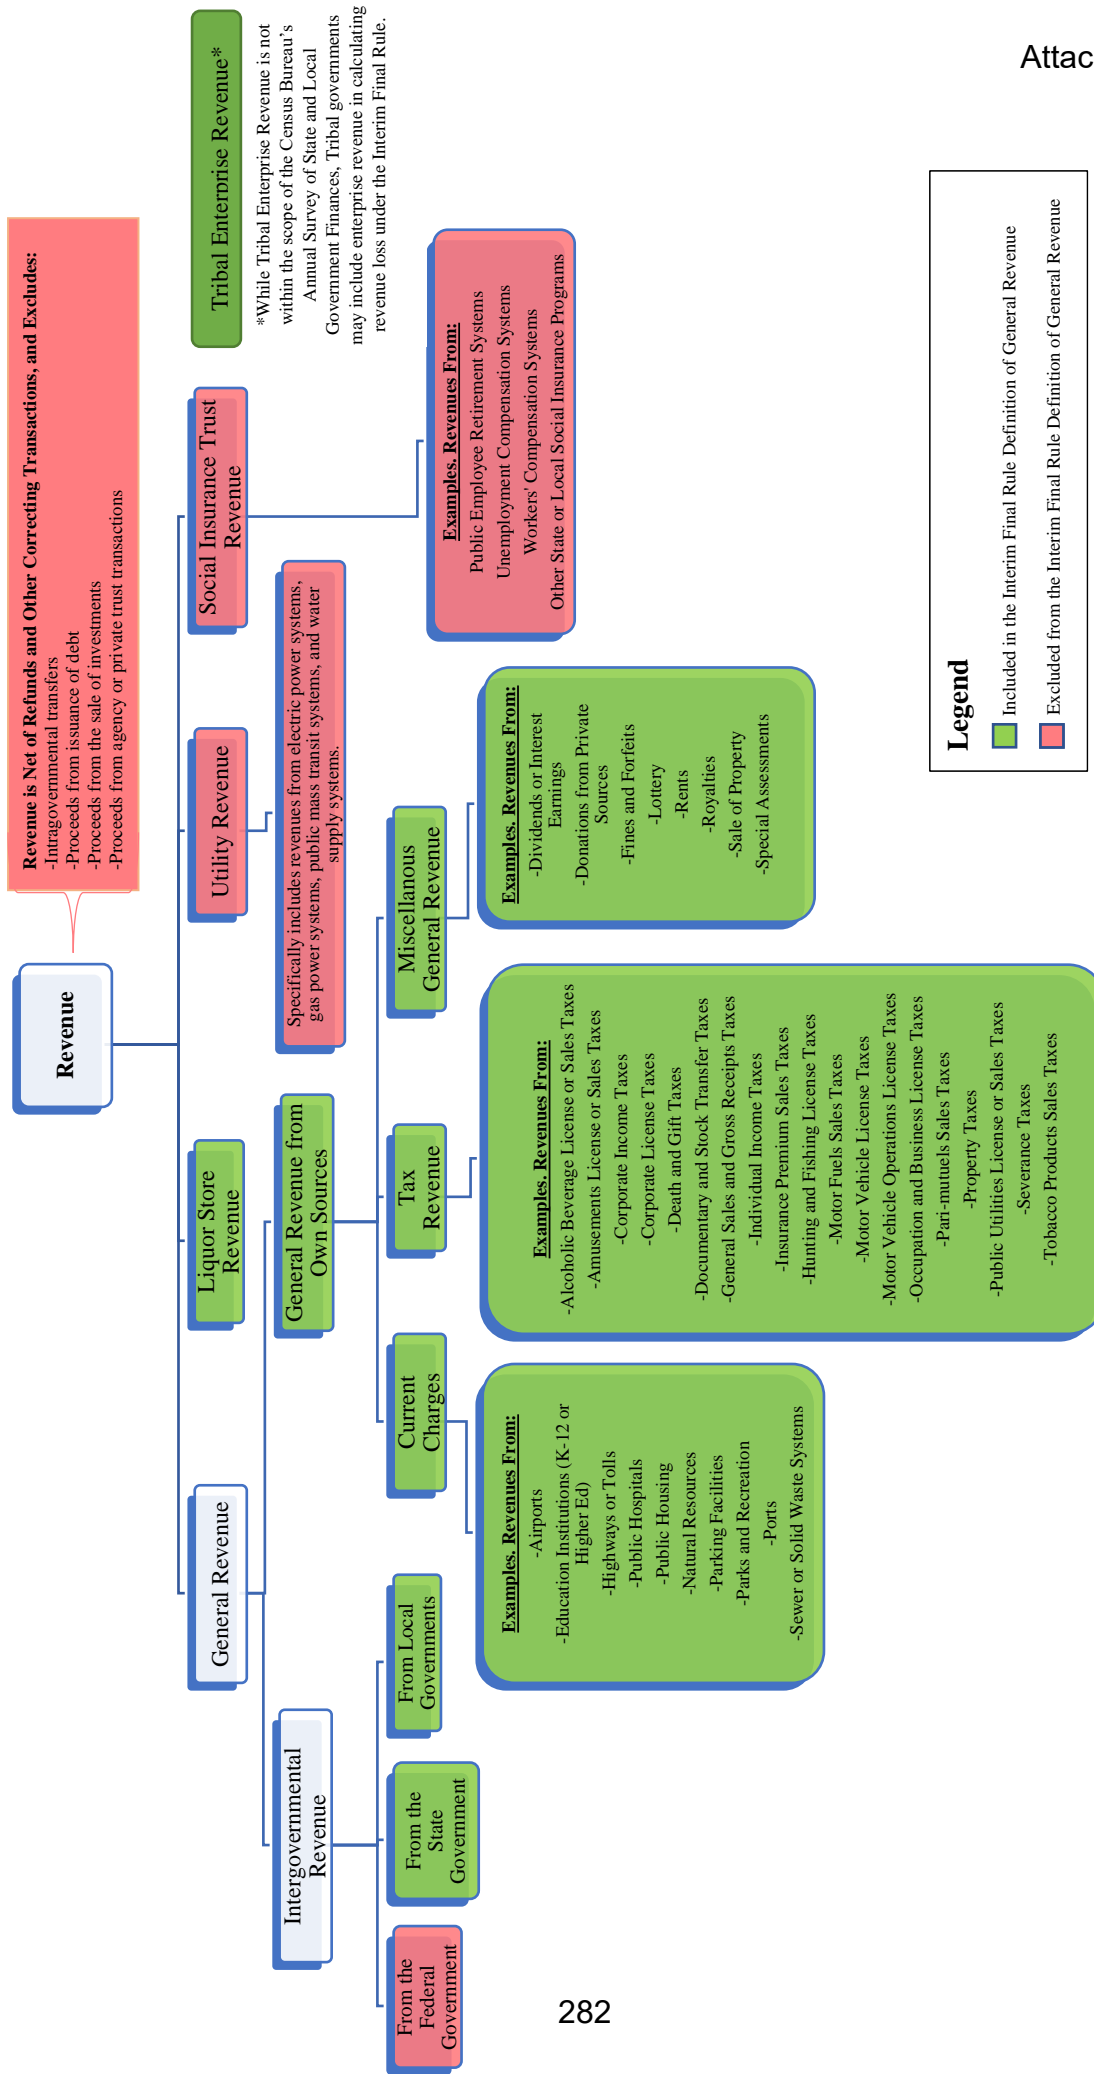 Attac
Revenue
Revenue is Net of Refunds and Other Correcting Transactions, and Excludes:
-Intragovernmental transfers
-Proceeds from issuance of debt
-Proceeds from the sale of investments
-Proceeds from agency or private trust transactions
General Revenue
Liquor Store
Revenue
Utility Revenue
Social Insurance Trust
Revenue
Tribal Enterprise Revenue*
*While Tribal Enterprise Revenue is not
within the scope of the Census Bureau's
Annual Survey of State and Local
Government Finances, Tribal governments
may include enterprise revenue in calculating
revenue loss under the Interim Final Rule.
Intergovernmental
Revenue
General Revenue from
Own Sources
Specifically includes revenues from electric power systems,
gas power systems, public mass transit systems, and water
supply systems.
From the
Federal
Government
From the
State
Government
From Local
Governments
Current
Charges
Tax
Revenue
Miscellanous
General Revenue
Examples. Revenues From:
Public Employee Retirement Systems
Unemployment Compensation Systems
Workers' Compensation Systems
Other State or Local Social Insurance Programs
Examples. Revenues From:
-Airports
-Education Institutions (K-12 or
Higher Ed)
-Highways or Tolls
-Public Hospitals
-Public Housing
-Natural Resources
-Parking Facilities
-Parks and Recreation
-Ports
-Sewer or Solid Waste Systems
Examples. Revenues From:
-Alcoholic Beverage License or Sales Taxes
-Amusements License or Sales Taxes
-Corporate Income Taxes
-Corporate License Taxes
-Death and Gift Taxes
-Documentary and Stock Transfer Taxes
-General Sales and Gross Receipts Taxes
-Individual Income Taxes
-Insurance Premium Sales Taxes
-Hunting and Fishing License Taxes
-Motor Fuels Sales Taxes
-Motor Vehicle License Taxes
-Motor Vehicle Operations License Taxes
-Occupation and Business License Taxes
-Pari-mutuels Sales Taxes
-Property Taxes
-Public Utilities License or Sales Taxes
-Severance Taxes
-Tobacco Products Sales Taxes
Examples. Revenues From:
-Dividends or Interest
Earnings
-Donations from Private
Sources
-Fines and Forfeits
-Lottery
-Rents
-Royalties
-Sale of Property
-Special Assessments
Legend
Included in the Interim Final Rule Definition of General Revenue
Excluded from the Interim Final Rule Definition of General Revenue
282